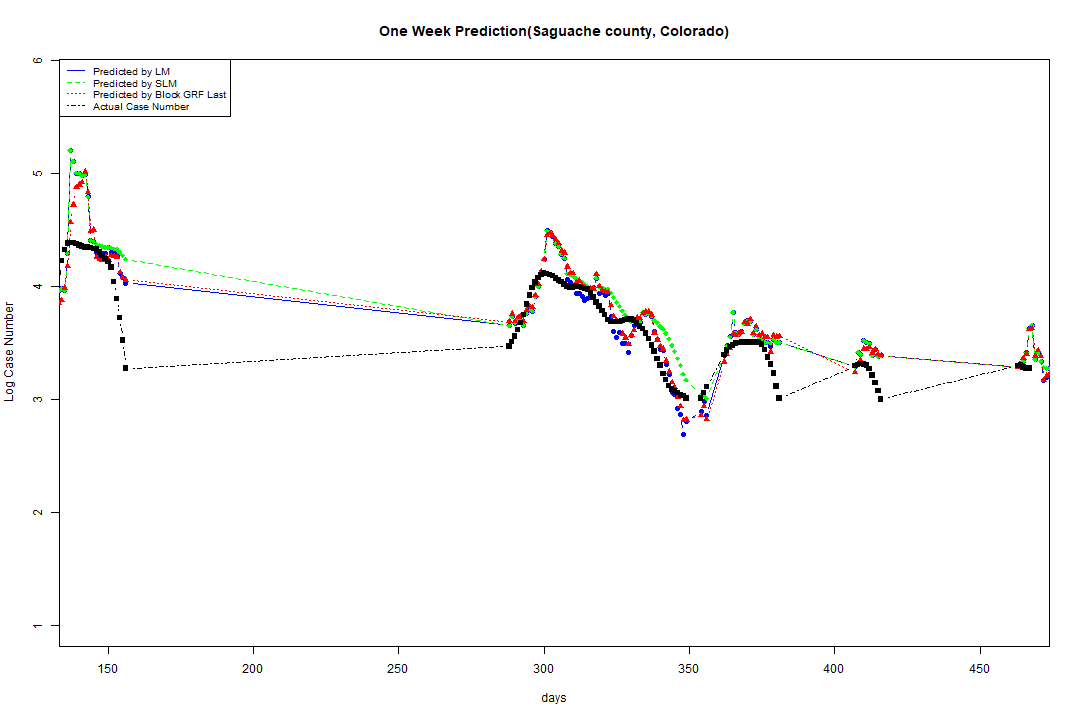 One Week Prediction(Saguache county, Colorado)
Predicted by LM
Predicted by SLM
Predicted by Block GRF Last
Actual Case Number
6
5
4
3
2
1
Log Case Number
150
200
250
300
350
400
450
days